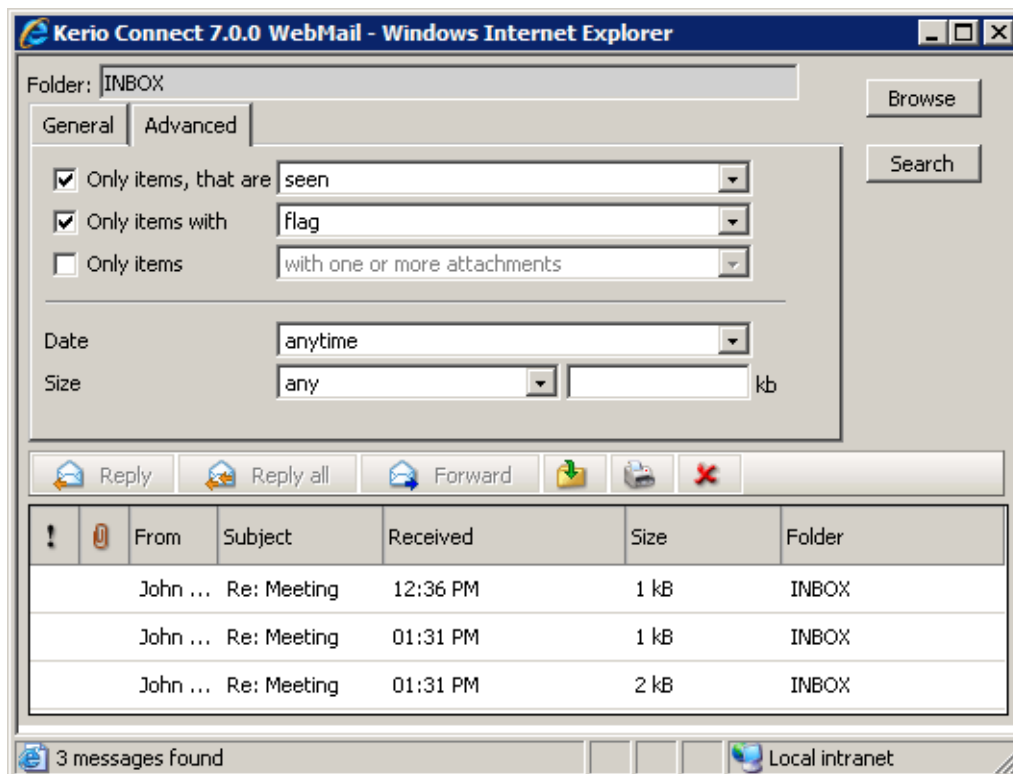 Kerio Connect 7.0.0 WebMail - Windows Internet Explorer
Folder: INBOX
Browse
General Advanced
Search
Only items, that are seen
Only items with flag
Only items with one or more attachments
Date anytime
Size any kb
Reply Reply all Forward
! From Subject Received Size Folder
John ... Re: Meeting 12:36 PM 1 kB INBOX
John ... Re: Meeting 01:31 PM 1 kB INBOX
John ... Re: Meeting 01:31 PM 2 kB INBOX
3 messages found Local intranet